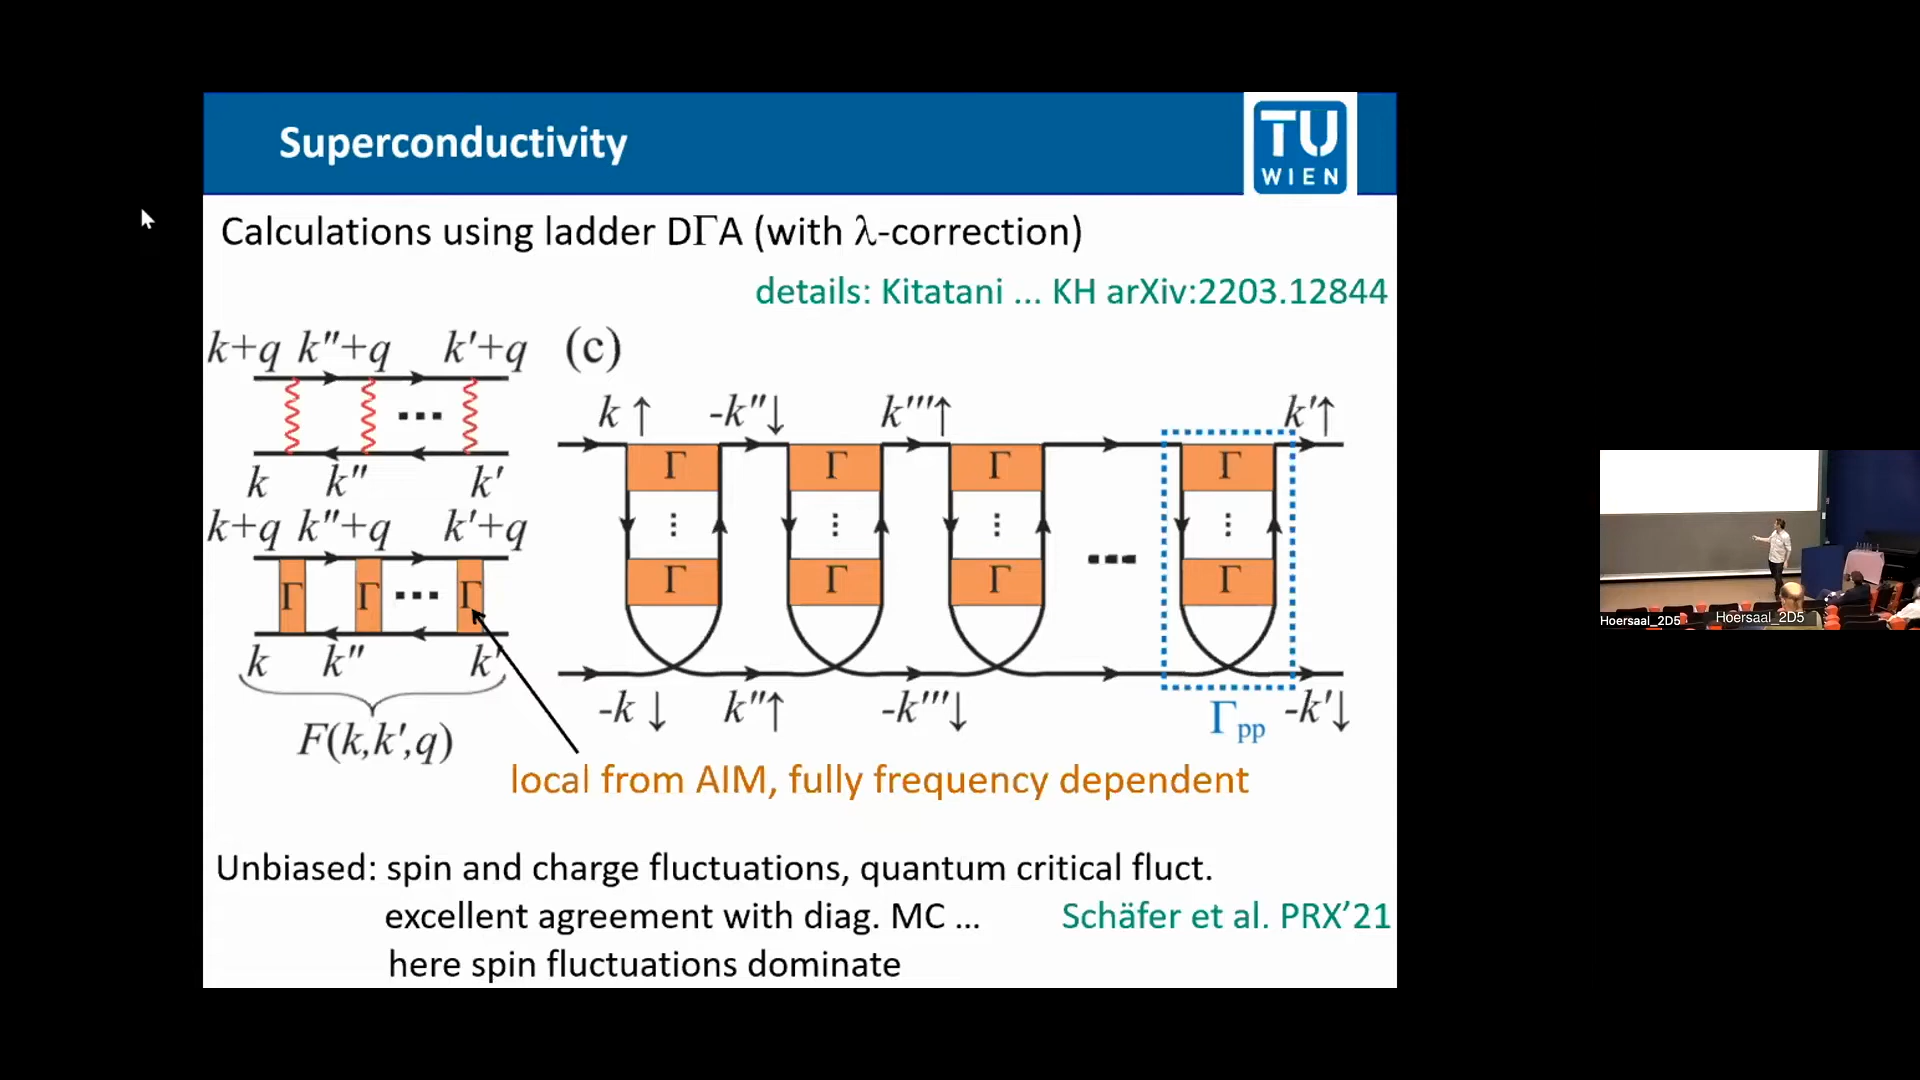 Superconductivity
TU
WIEN
Calculations using ladder DΓA (with λ-correction)
details: Kitatani ... KH arXiv:2203.12844
k+q k''+q k'+q
k k'' k'
k+q k''+q k'+q
Γ Γ Γ
k k'' k'
F(k,k',q)
(c)
k↑ -k''↓ k'''↑ k'↑
Γ Γ Γ Γ
Γ Γ Γ Γ
-k↓ k''↑ -k'''↓ -k'↓
Γpp
local from AIM, fully frequency dependent
Unbiased: spin and charge fluctuations, quantum critical fluct.
excellent agreement with diag. MC ... Schäfer et al. PRX’21
here spin fluctuations dominate
Hoersaal_2D5
Hoersaal_2D5